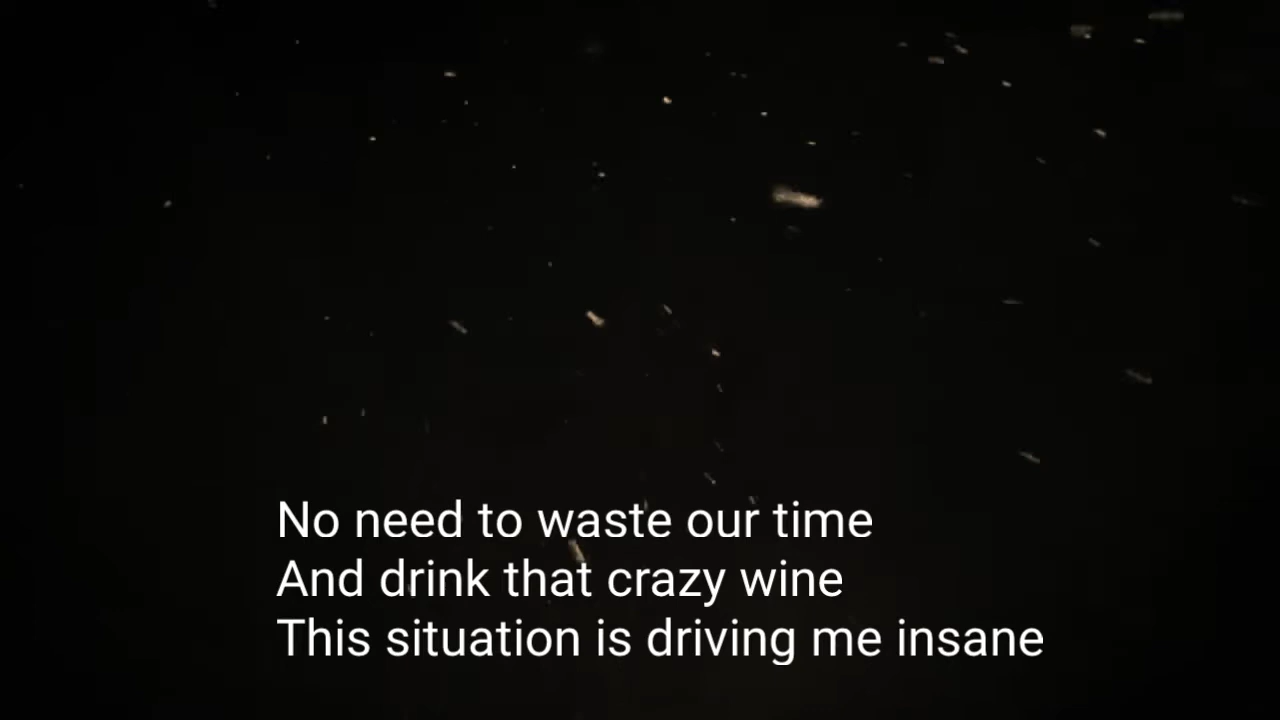 No need to waste our time
And drink that crazy wine
This situation is driving me insane